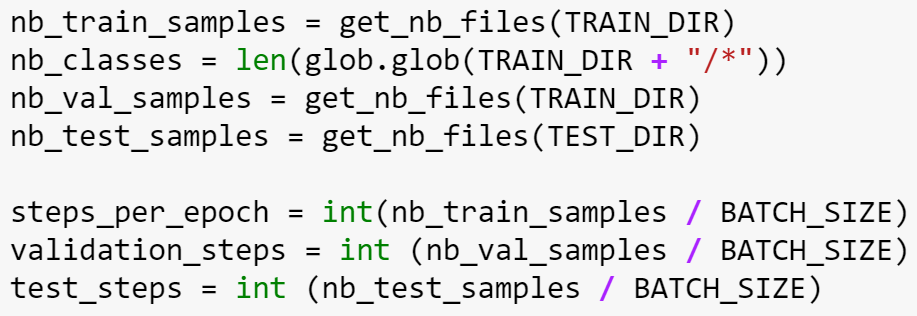 nb_train_samples = get_nb_files(TRAIN_DIR)
nb_classes = len(glob.glob(TRAIN_DIR + "/*"))
nb_val_samples = get_nb_files(TRAIN_DIR)
nb_test_samples = get_nb_files(TEST_DIR)

steps_per_epoch = int(nb_train_samples / BATCH_SIZE)
validation_steps = int (nb_val_samples / BATCH_SIZE)
test_steps = int (nb_test_samples / BATCH_SIZE)